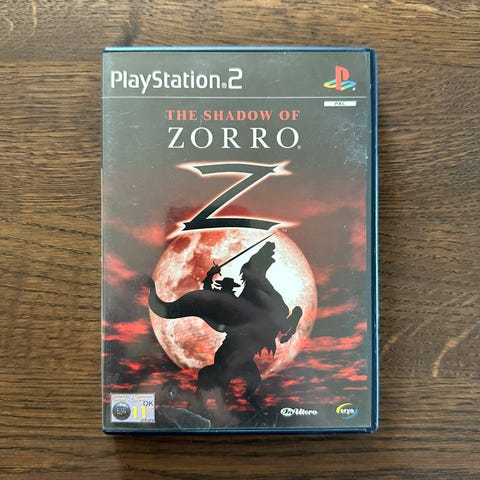 PlayStation.2
PAL
THE SHADOW OF
ZORRO
Z
11
OK
cryo